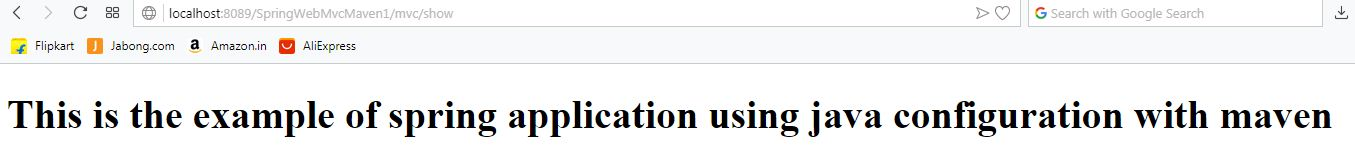 localhost:8089/SpringWebMvcMaven1/mvc/show
Search with Google Search
Flipkart Jabong.com Amazon.in AliExpress
This is the example of spring application using java configuration with maven